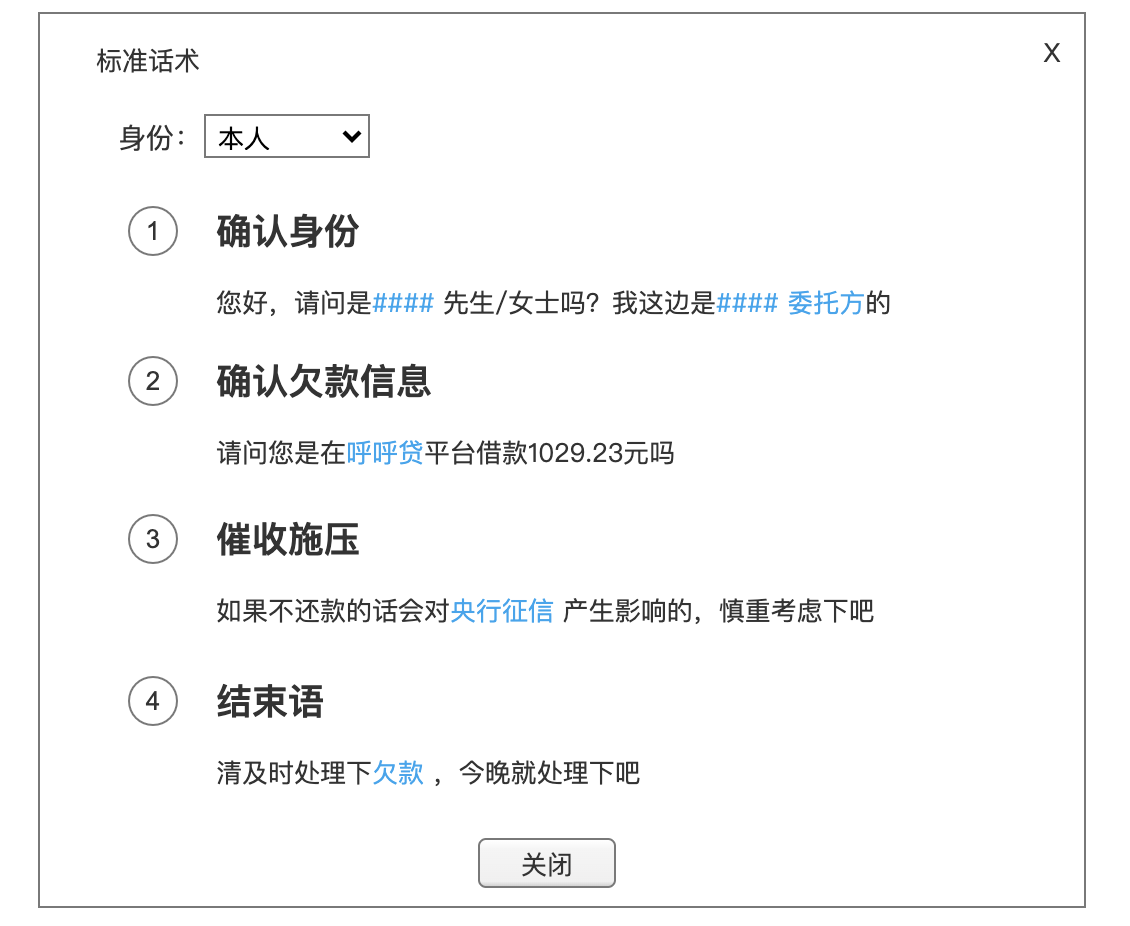 标准话术
X
身份：
本人
1
确认身份
您好，请问是#### 先生/女士吗？我这边是#### 委托方的
2
确认欠款信息
请问您是在呼呼贷平台借款1029.23元吗
3
催收施压
如果不还款的话会对央行征信 产生影响的，慎重考虑下吧
4
结束语
清及时处理下欠款 ，今晚就处理下吧
关闭